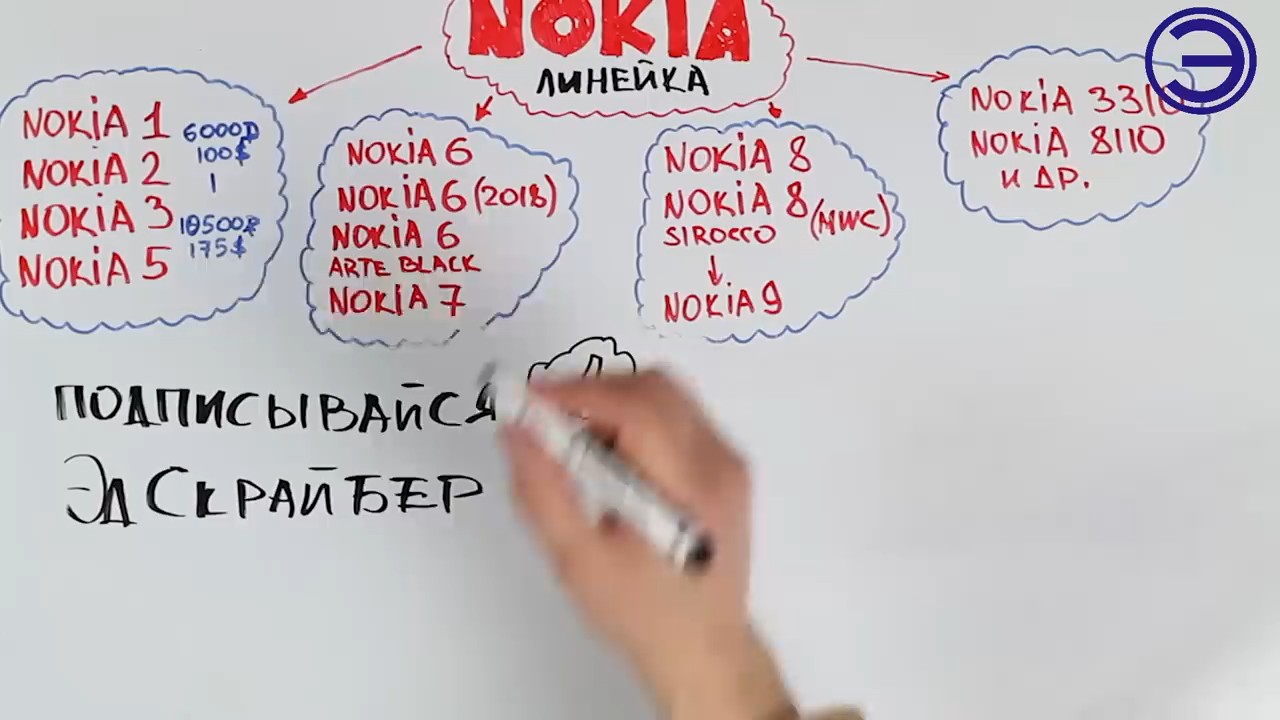 NOKIA
ЛИНЕЙКА
NOKIA 1
NOKIA 2
NOKIA 3
NOKIA 5
6000₽
100$
10500₽
175$
NOKIA 6
NOKIA 6 (2018)
NOKIA 6
ARTE BLACK
NOKIA 7
NOKIA 8
NOKIA 8 (MWC)
SIROCCO
NOKIA 9
NOKIA 3310
NOKIA 8110
И ДР.
Э
ПОДПИСЫВАЙСЯ
ЭДСКРАЙБЕР